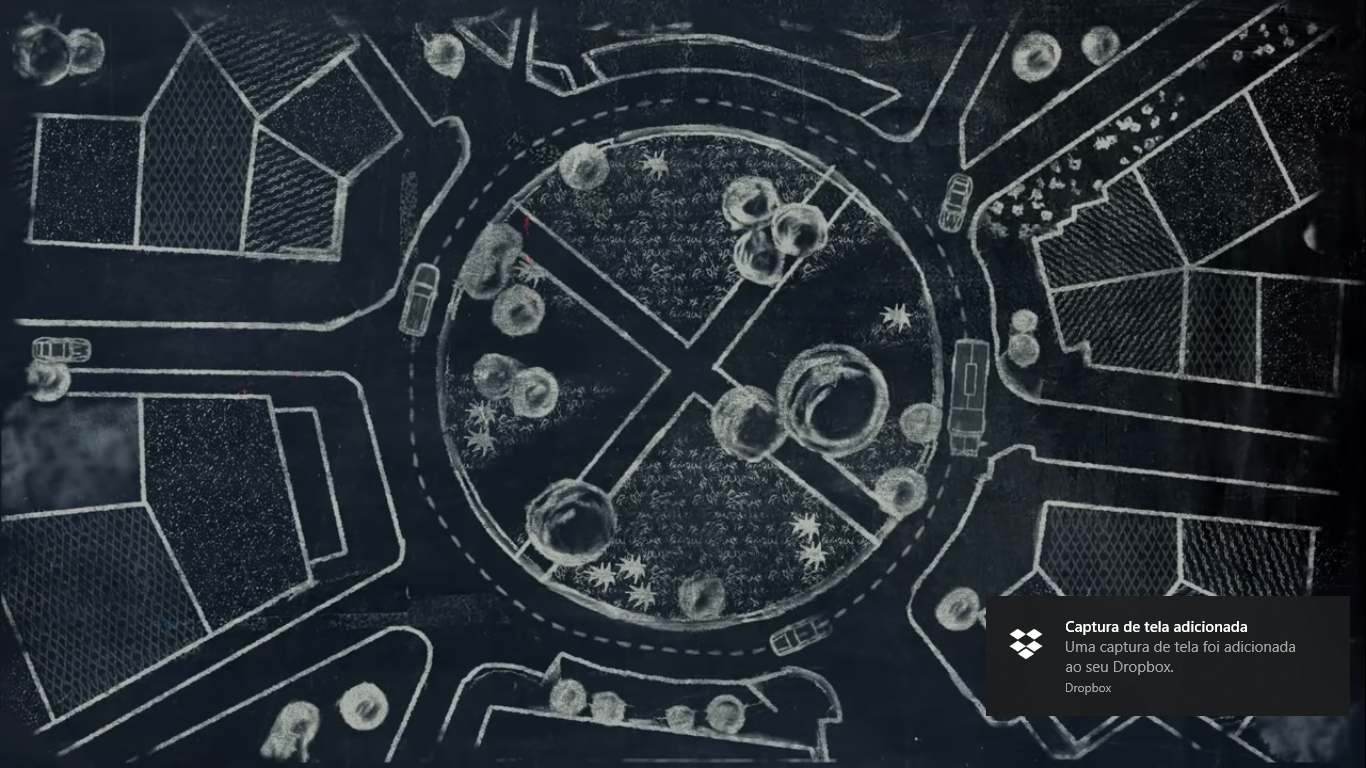 Captura de tela adicionada
Uma captura de tela foi adicionada
ao seu Dropbox.
Dropbox